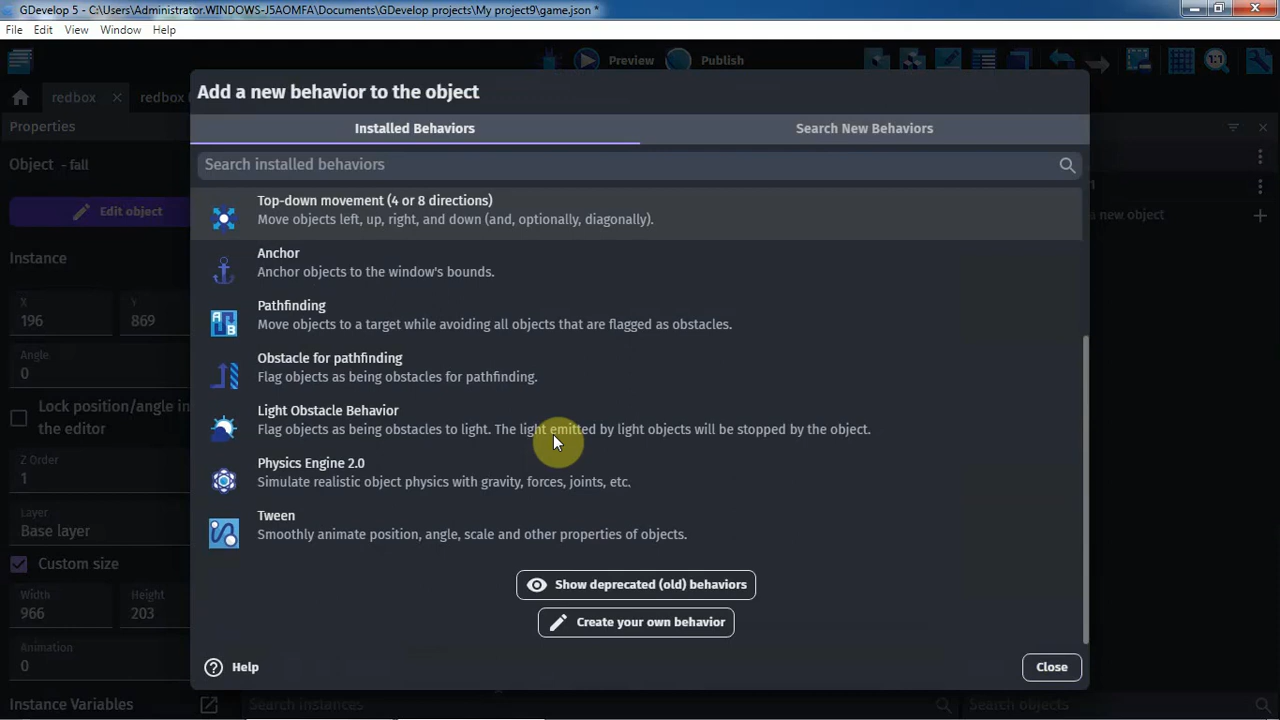 GDevelop 5 - C:\Users\Administrator.WINDOWS-J5AOMFA\Documents\GDevelop projects\My project9\game.json *
File Edit View Window Help
Preview Publish
redbox redbox
Add a new behavior to the object
Properties
Installed Behaviors Search New Behaviors
Object - fall
Search installed behaviors
Edit object
Top-down movement (4 or 8 directions)
Move objects left, up, right, and down (and, optionally, diagonally).
a new object
Instance
Anchor
Anchor objects to the window's bounds.
X Y
196 869
Pathfinding
Move objects to a target while avoiding all objects that are flagged as obstacles.
Angle
0
Obstacle for pathfinding
Flag objects as being obstacles for pathfinding.
Lock position/angle in
the editor
Light Obstacle Behavior
Flag objects as being obstacles to light. The light emitted by light objects will be stopped by the object.
Z Order
1
Physics Engine 2.0
Simulate realistic object physics with gravity, forces, joints, etc.
Layer
Base layer
Tween
Smoothly animate position, angle, scale and other properties of objects.
Custom size
Show deprecated (old) behaviors
Width Height
966 203
Create your own behavior
Animation
0
Help Close
Instance Variables Search instances Search objects